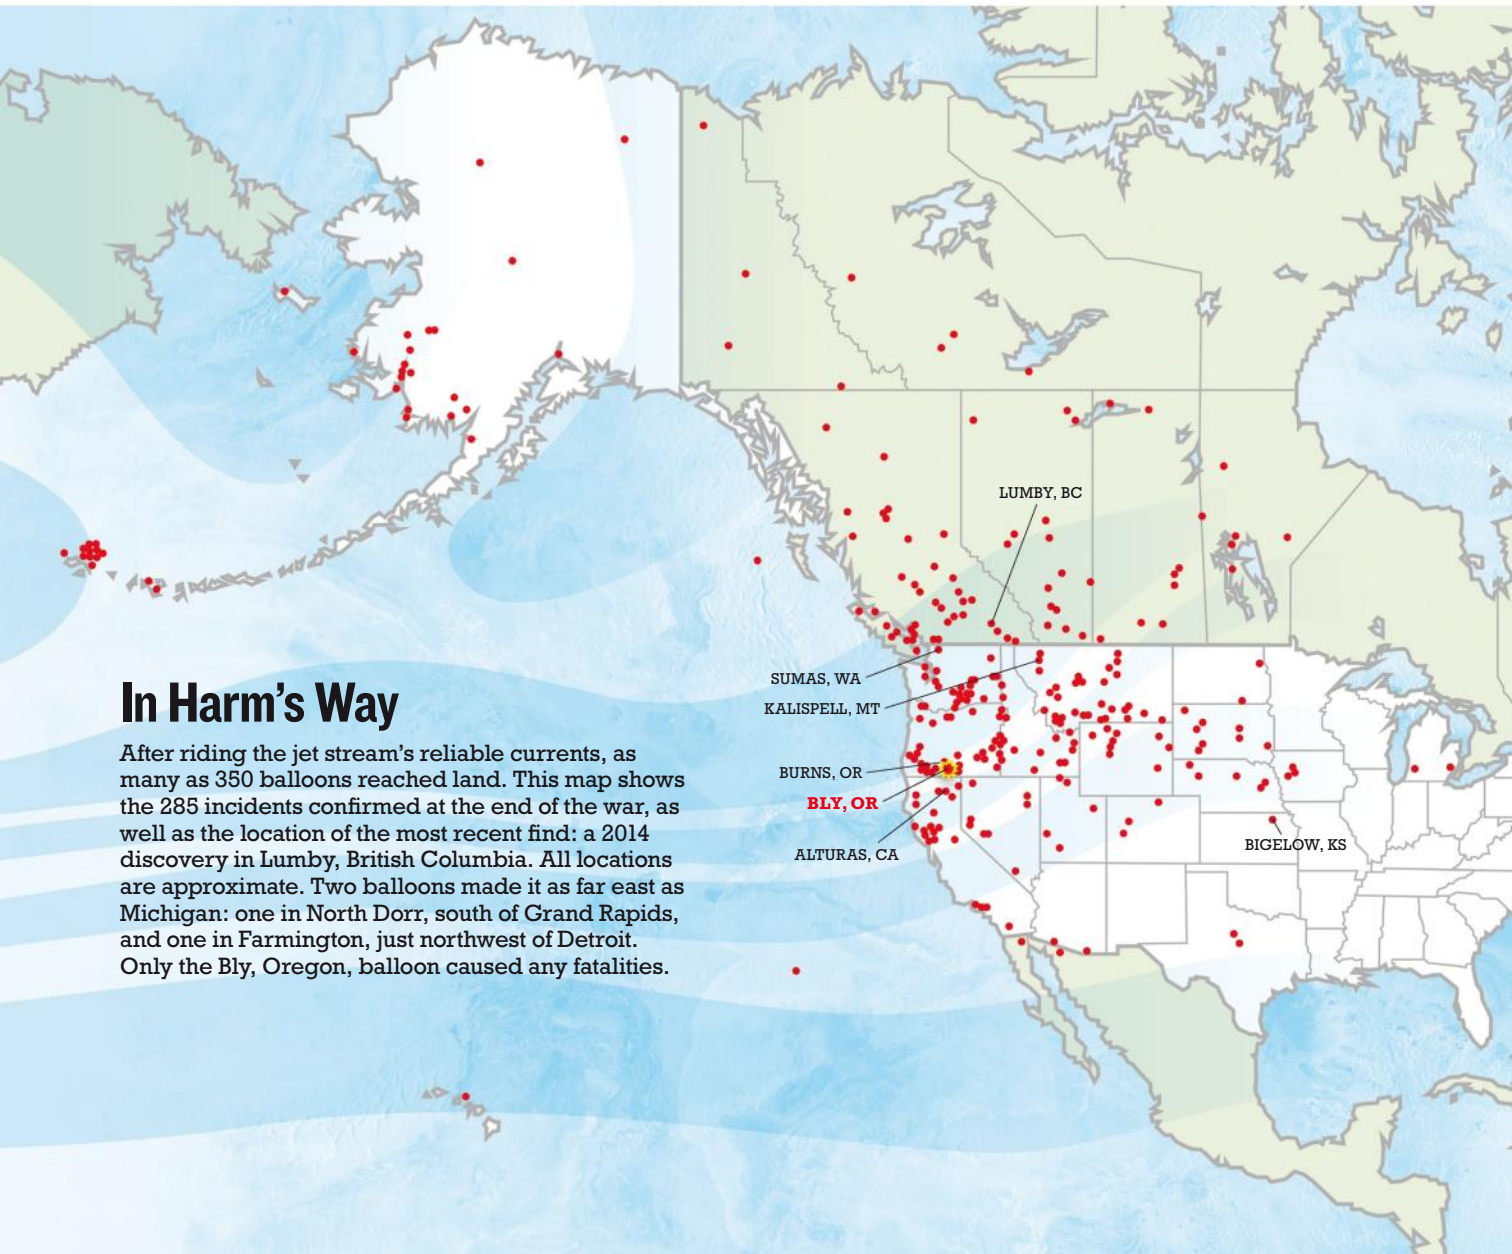 LUMBY, BC
SUMAS, WA
KALISPELL, MT
BURNS, OR
BLY, OR
ALTURAS, CA
BIGELOW, KS
In Harm's Way
After riding the jet stream's reliable currents, as
many as 350 balloons reached land. This map shows
the 285 incidents confirmed at the end of the war, as
well as the location of the most recent find: a 2014
discovery in Lumby, British Columbia. All locations
are approximate. Two balloons made it as far east as
Michigan: one in North Dorr, south of Grand Rapids,
and one in Farmington, just northwest of Detroit.
Only the Bly, Oregon, balloon caused any fatalities.